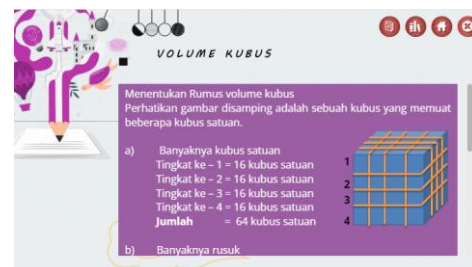 VOLUME KUBUS
Menentukan Rumus volume kubus
Perhatikan gambar disamping adalah sebuah kubus yang memuat
beberapa kubus satuan.
a) Banyaknya kubus satuan
Tingkat ke – 1 = 16 kubus satuan
Tingkat ke – 2 = 16 kubus satuan
Tingkat ke – 3 = 16 kubus satuan
Tingkat ke – 4 = 16 kubus satuan
Jumlah = 64 kubus satuan
1
2
3
4
b) Banyaknya rusuk